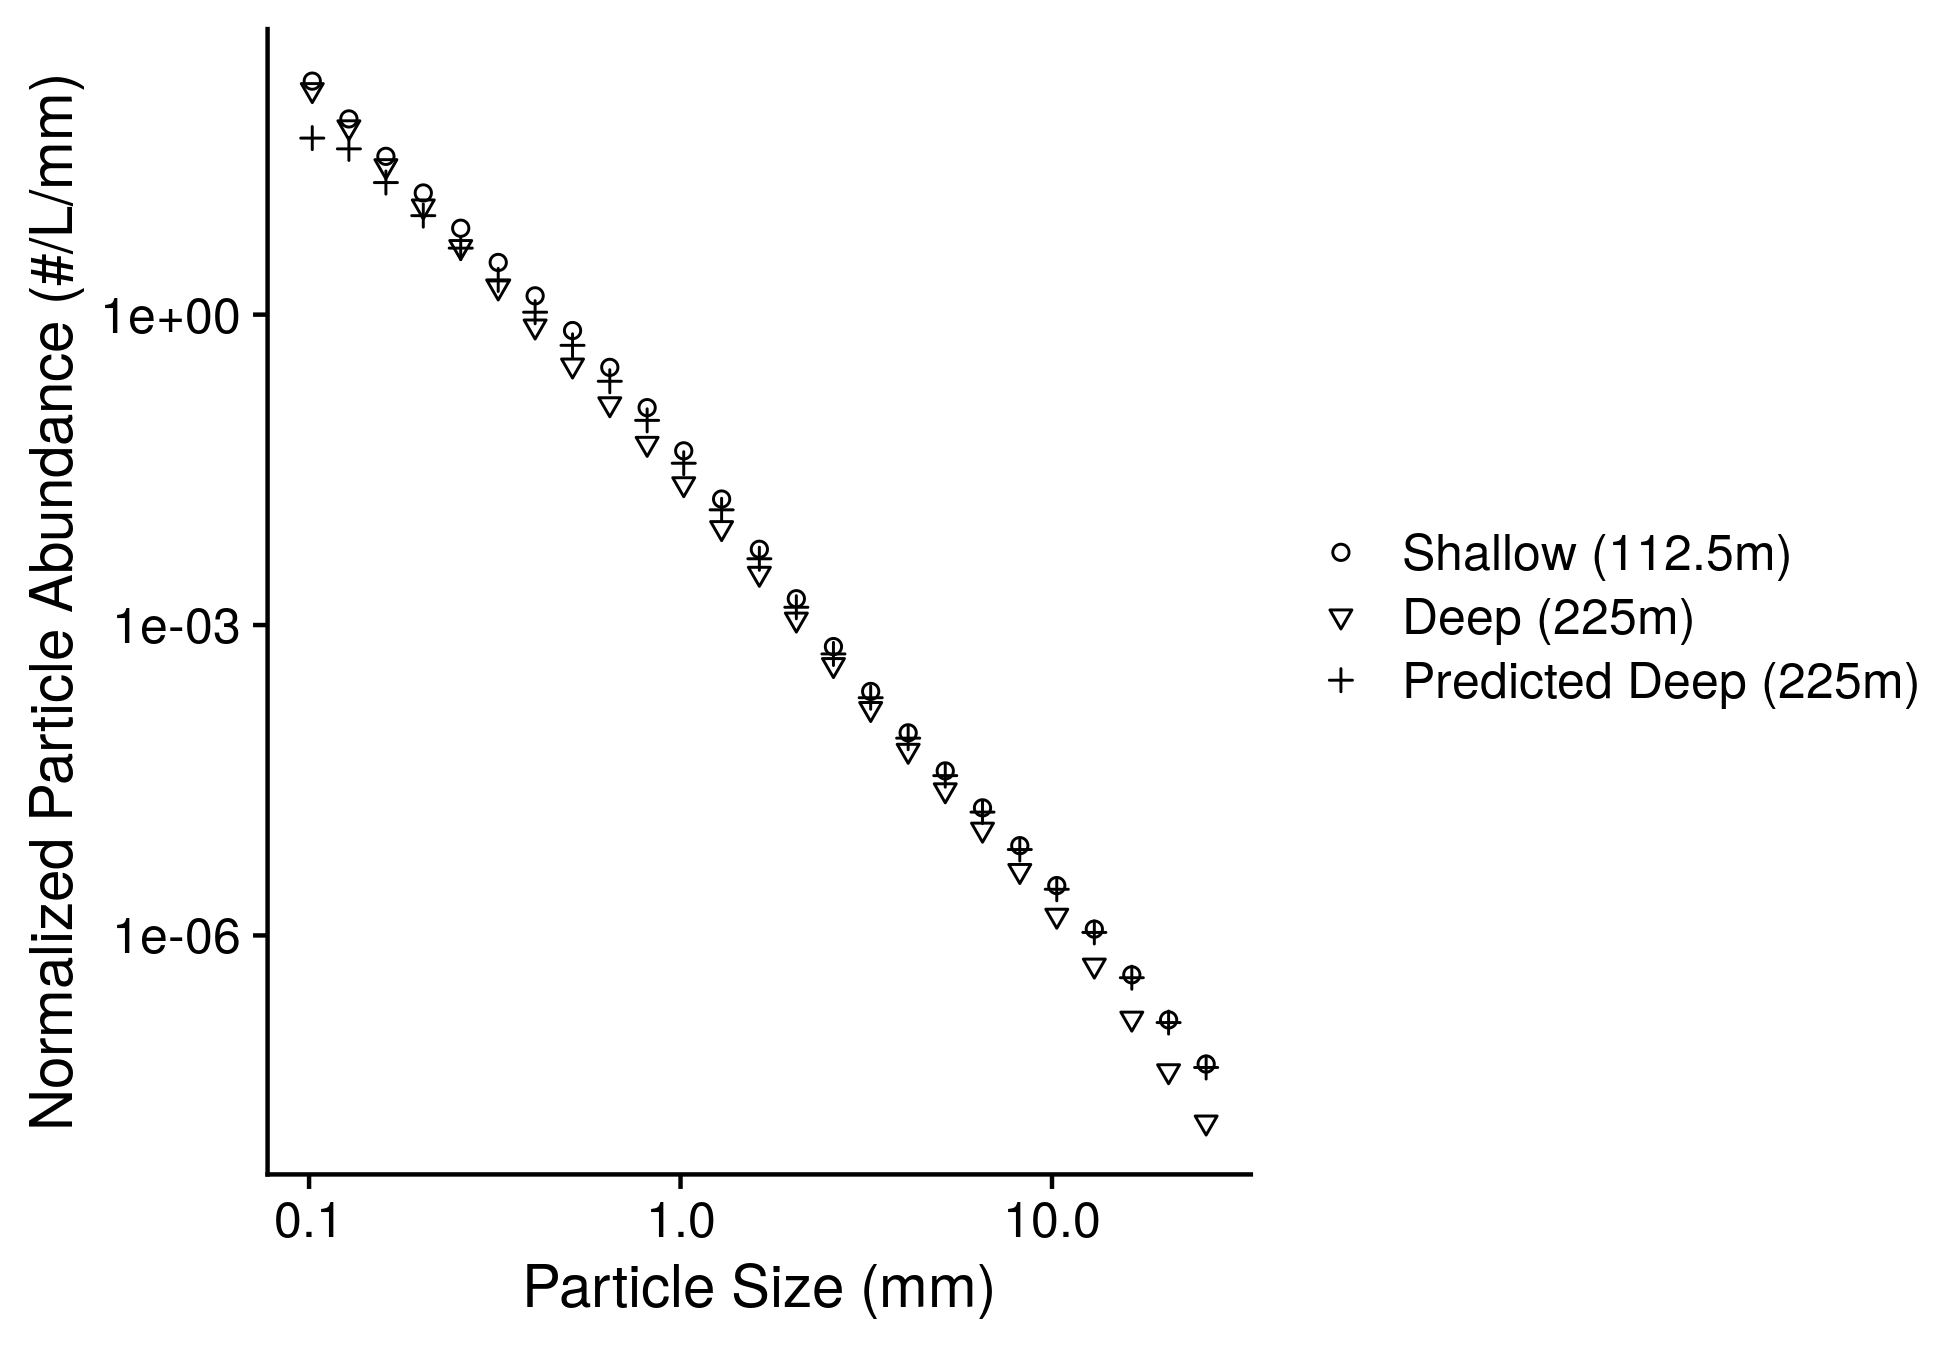 Normalized Particle Abundance (#/L/mm)
1e+00
1e-03
1e-06
0.1
1.0
10.0
Particle Size (mm)
Shallow (112.5m)
Deep (225m)
Predicted Deep (225m)